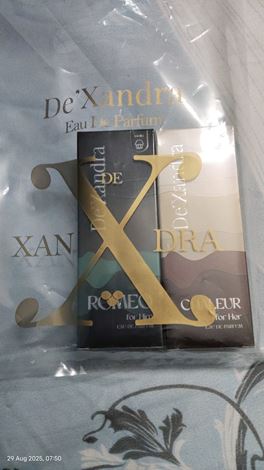 De'Xandra
Eau De Parfum
De'Xandra
De'Xandra
DE
X
XAN DRA
ROMEO
for Him
EAU DE PARFUM
for Her
EAU DE PARFUM
29 Aug 2025, 07:50